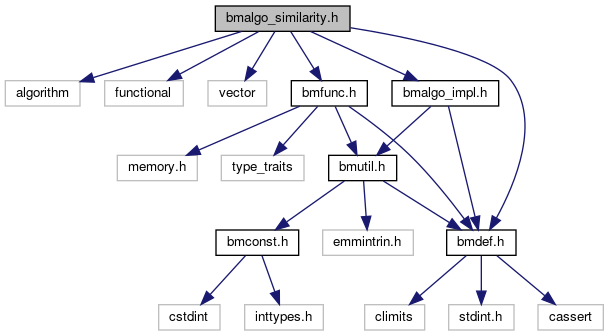 bmalgo_similarity.h
algorithm
functional
vector
bmfunc.h
bmalgo_impl.h
memory.h
type_traits
bmutil.h
bmconst.h
emmintrin.h
bmdef.h
cstdint
inttypes.h
climits
stdint.h
cassert